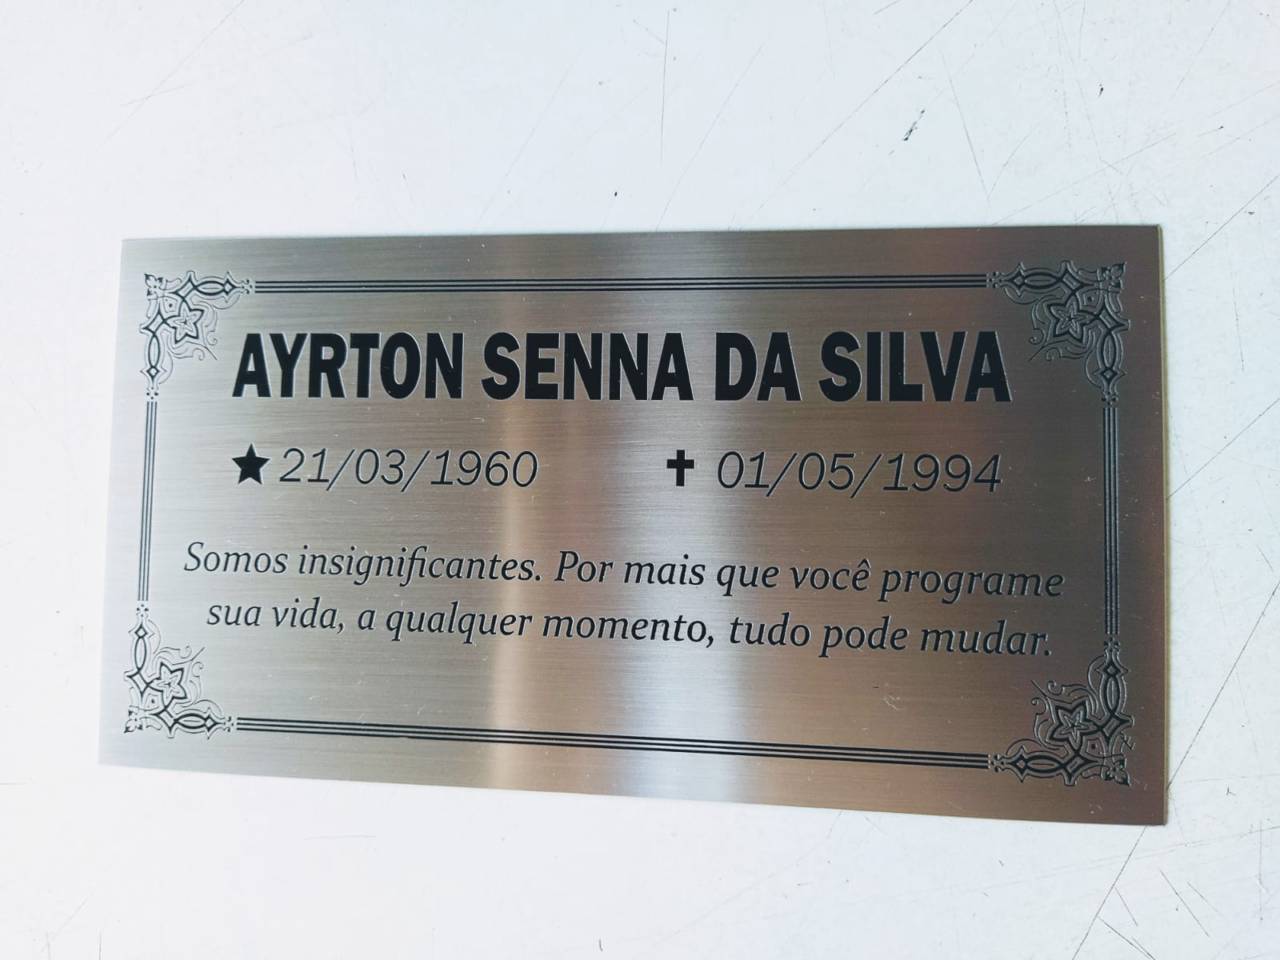 AYRTON SENNA DA SILVA
★ 21/03/1960 ✝ 01/05/1994
Somos insignificantes. Por mais que você programe
sua vida, a qualquer momento, tudo pode mudar.